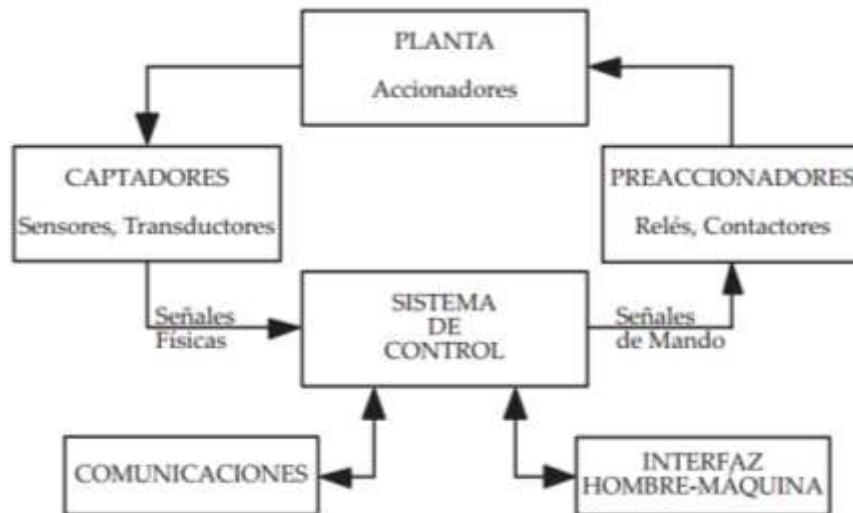 PLANTA
Accionadores
CAPTADORES
Sensores, Transductores
PREACCIONADORES
Relés, Contactores
Señales
Físicas
SISTEMA
DE
CONTROL
Señales
de Mando
COMUNICACIONES
INTERFAZ
HOMBRE-MÁQUINA